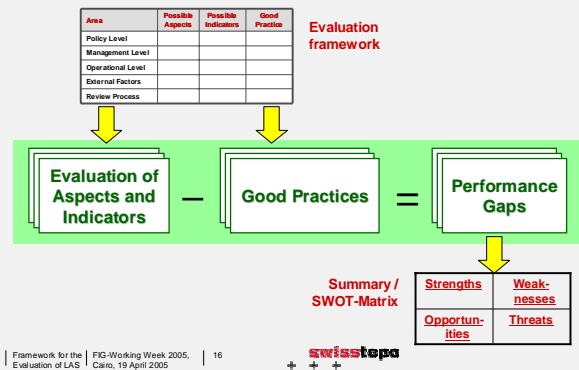 Area Possible Aspects Possible Indicators Good Practice
Policy Level
Management Level
Operational Level
External Factors
Review Process
Evaluation
framework
Evaluation of
Aspects and
Indicators
–
Good Practices
=
Performance
Gaps
Summary /
SWOT-Matrix
Strengths
Weak-
nesses
Opportun-
ities
Threats
Framework for the
Evaluation of LAS
FIG-Working Week 2005,
Cairo, 19 April 2005
16
swisstopo